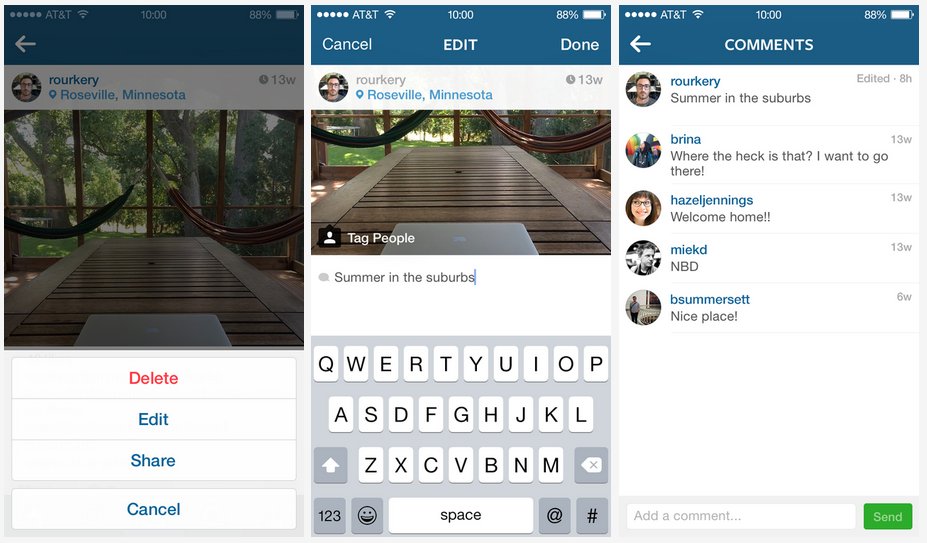 AT&T 10:00 88%
rourkery 13w
Roseville, Minnesota
Delete
Edit
Share
Cancel
AT&T 10:00 88%
Cancel EDIT Done
rourkery 13w
Roseville, Minnesota
Tag People
Summer in the suburbs
Q W E R T Y U I O P
A S D F G H J K L
Z X C V B N M
123 space @ #
AT&T 10:00 88%
COMMENTS
rourkery Edited · 8h
Summer in the suburbs
brina 13w
Where the heck is that? I want to go
there!
hazeljennings 13w
Welcome home!!
miekd 13w
NBD
bsummersett 6w
Nice place!
Add a comment... Send